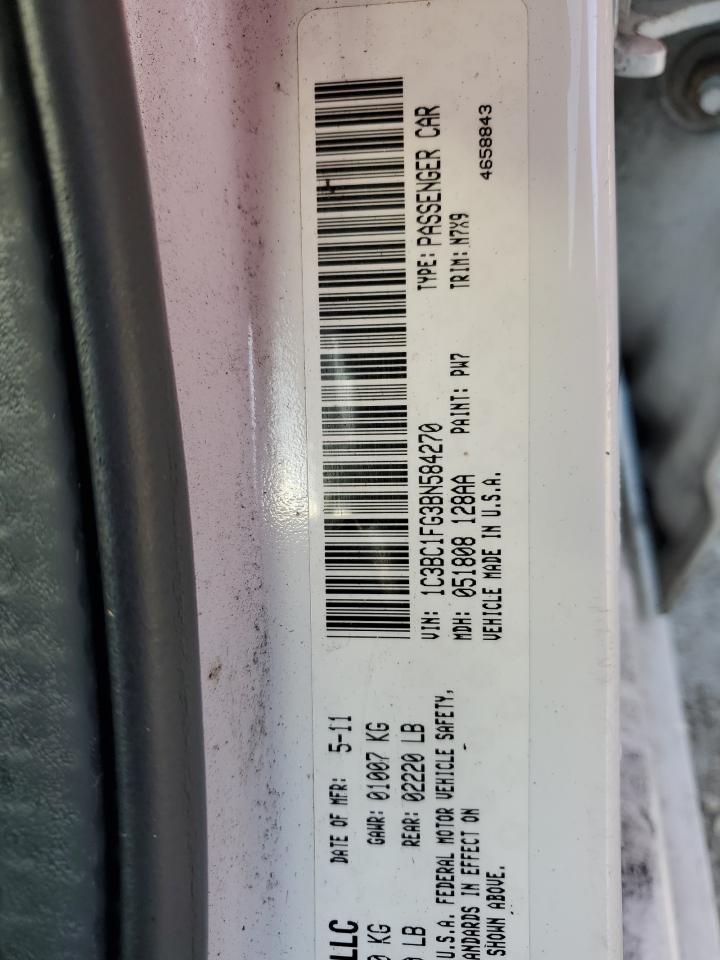 LLC
DATE OF MFR: 5-11
KG GAWR: 01007 KG
LB REAR: 02220 LB
U.S.A. FEDERAL MOTOR VEHICLE SAFETY,
IN EFFECT ON
SHOWN ABOVE.
VIN: 1C3BC1FG3BN584270 TYPE: PASSENGER CAR
MDH: 051808 128AA PAINT: PW7 TRIM: N7X9
VEHICLE MADE IN U.S.A. 4658843